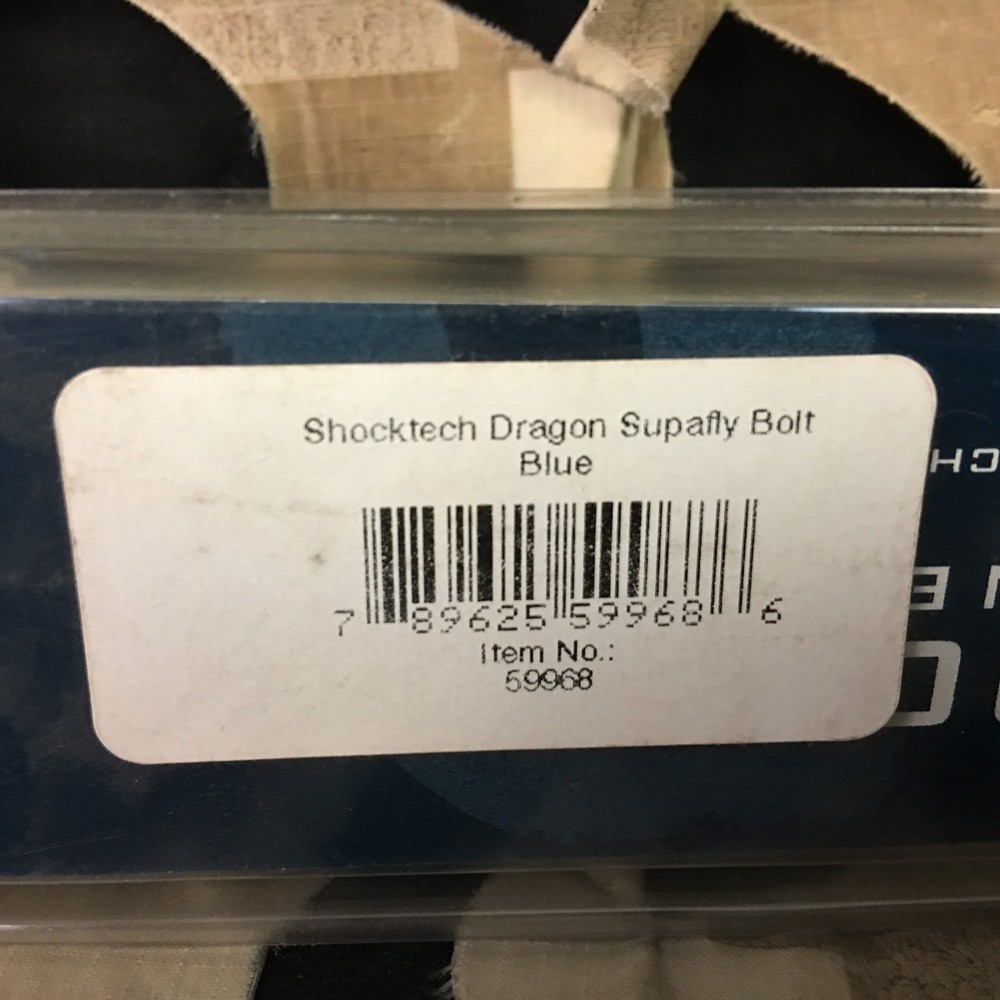 Shocktech Dragon Supafly Bolt
Blue
7 89625 59968 6
Item No.:
59968